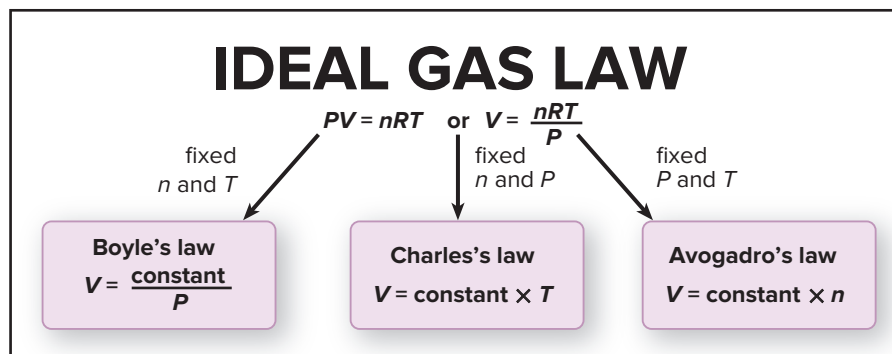 IDEAL GAS LAW
PV = nRT or V = nRT / P
fixed
n and T
fixed
n and P
fixed
P and T
Boyle's law
V = constant / P
Charles's law
V = constant × T
Avogadro's law
V = constant × n